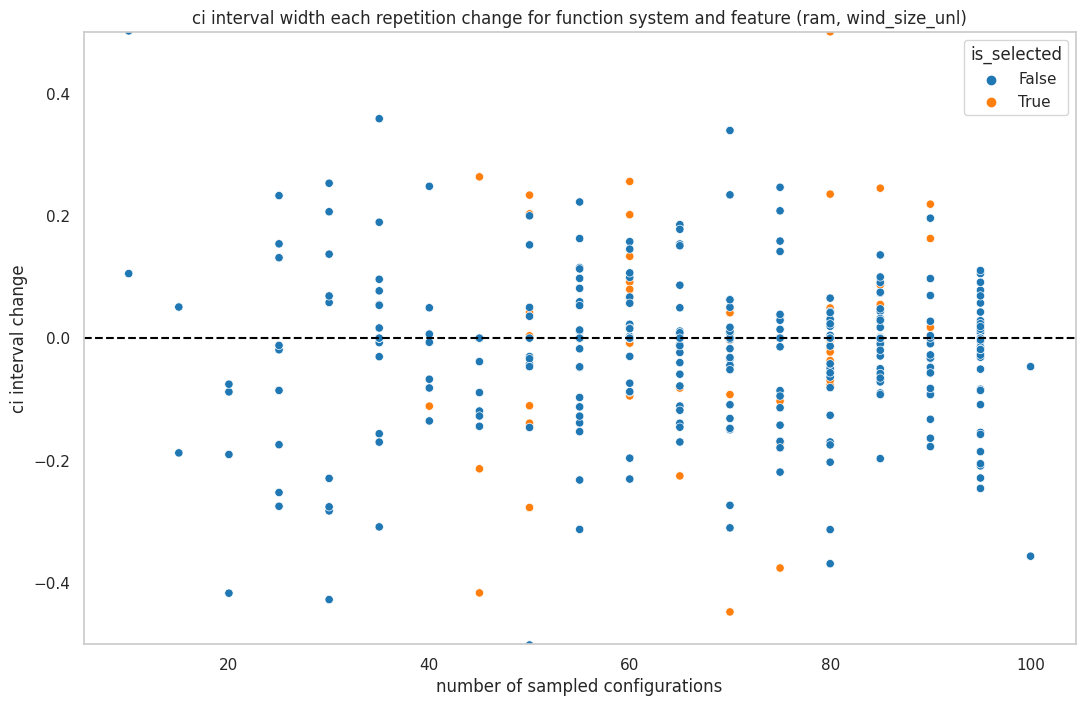 ci interval width each repetition change for function system and feature (ram, wind_size_unl)
is_selected
False
True
0.4
0.2
0.0
−0.2
−0.4
ci interval change
20
40
60
80
100
number of sampled configurations